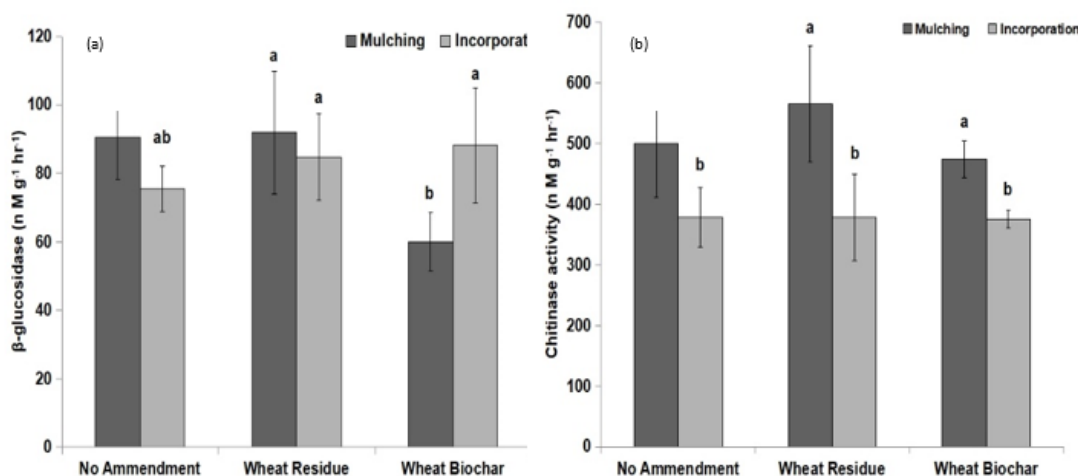 (a)
Mulching Incorporat
120
100
80
60
40
20
0
β-glucosidase (n M g-1 hr-1)
ab
a
a
b
a
No Ammendment Wheat Residue Wheat Biochar
(b)
Mulching Incorporation
700
600
500
400
300
200
100
0
Chitinase activity (n M g-1 hr-1)
b
a
b
a
b
No Ammendment Wheat Residue Wheat Biochar